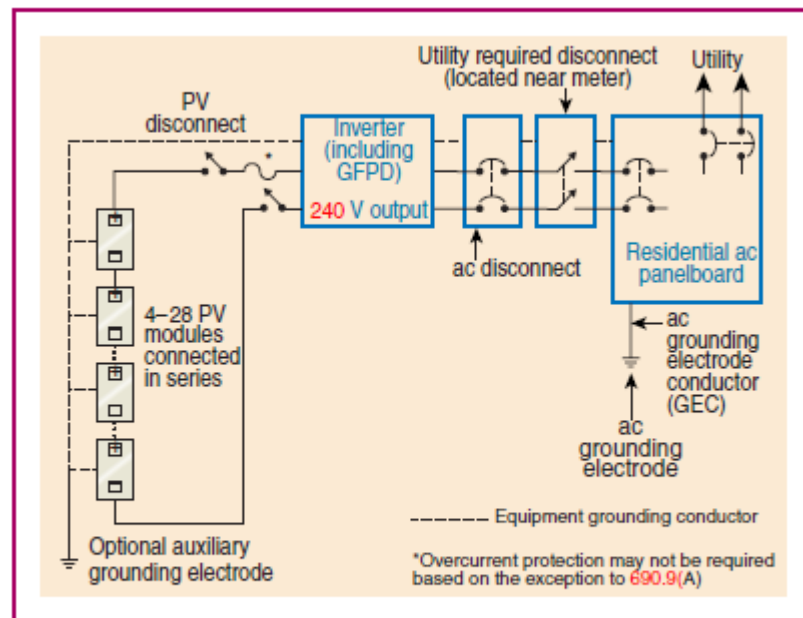 Utility required disconnect
(located near meter)
Utility
PV
disconnect
*
Inverter
(including
GFPD)
240 V output
ac disconnect
Residential ac
panelboard
4–28 PV
modules
connected
in series
ac
grounding
electrode
conductor
(GEC)
ac
grounding
electrode
Optional auxiliary
grounding electrode
Equipment grounding conductor
*Overcurrent protection may not be required
based on the exception to 690.9(A)